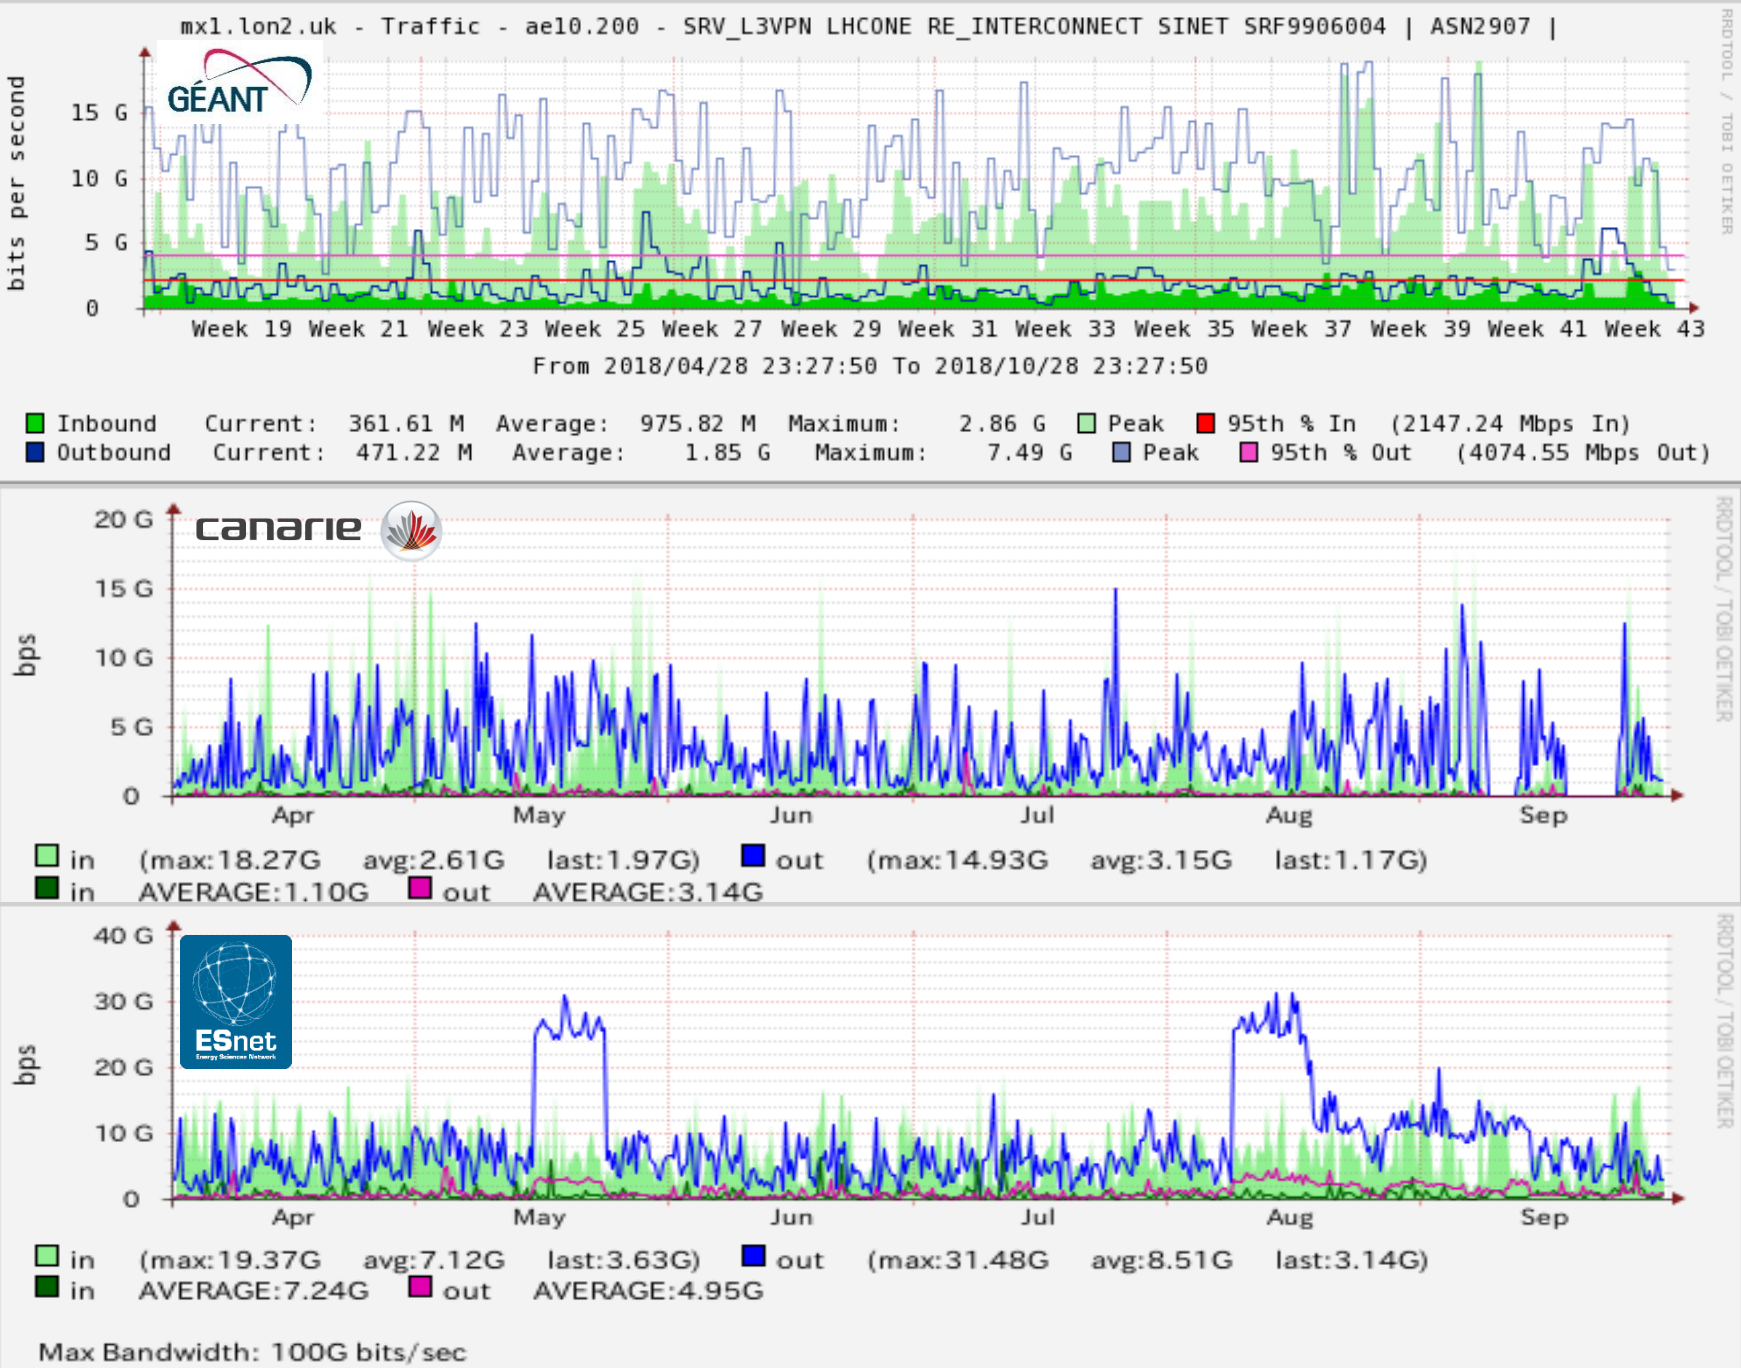 mx1.lon2.uk - Traffic - ae10.200 - SRV_L3VPN LHCONE RE_INTERCONNECT SINET SRF9906004 | ASN2907 |
RRDTOOL / TOBI OETIKER
GÉANT
bits per second
15 G
10 G
5 G
0
Week 19 Week 21 Week 23 Week 25 Week 27 Week 29 Week 31 Week 33 Week 35 Week 37 Week 39 Week 41 Week 43
From 2018/04/28 23:27:50 To 2018/10/28 23:27:50
Inbound Current: 361.61 M Average: 975.82 M Maximum: 2.86 G Peak 95th % In (2147.24 Mbps In)
Outbound Current: 471.22 M Average: 1.85 G Maximum: 7.49 G Peak 95th % Out (4074.55 Mbps Out)
canarie
RRDTOOL / TOBI OETIKER
bps
20 G
15 G
10 G
5 G
0
Apr May Jun Jul Aug Sep
in (max:18.27G avg:2.61G last:1.97G) out (max:14.93G avg:3.15G last:1.17G)
in AVERAGE:1.10G out AVERAGE:3.14G
RRDTOOL / TOBI OETIKER
ESnet
Energy Sciences Network
bps
40 G
30 G
20 G
10 G
0
Apr May Jun Jul Aug Sep
in (max:19.37G avg:7.12G last:3.63G) out (max:31.48G avg:8.51G last:3.14G)
in AVERAGE:7.24G out AVERAGE:4.95G
Max Bandwidth: 100G bits/sec